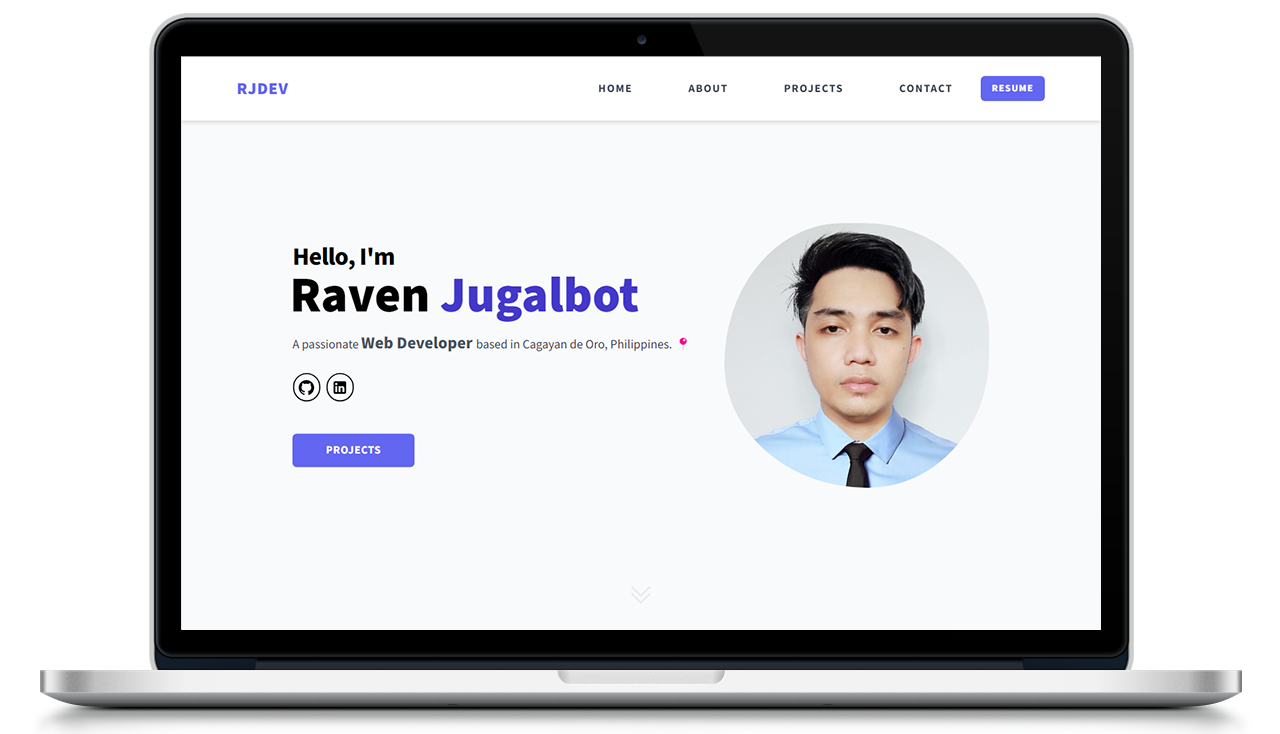 RJDEV HOME ABOUT PROJECTS CONTACT RESUME
Hello, I'm
Raven Jugalbot
A passionate Web Developer based in Cagayan de Oro, Philippines.
PROJECTS